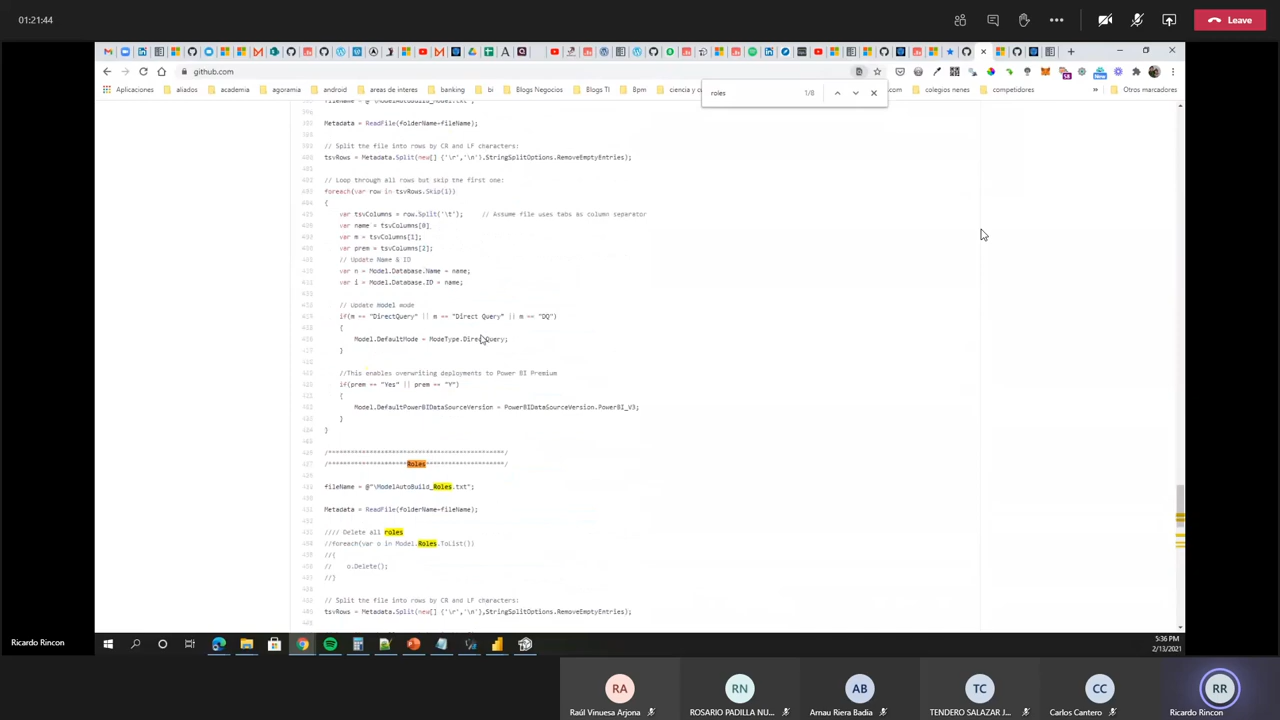 01:21:44
Leave
github.com
roles
1/8
Aplicaciones
aliados
academia
agoramia
android
areas de interes
banking
bi
Blogs Negocios
Blogs TI
Bpm
ciencia y c
.com
colegios nenes
competidores
»
Otros marcadores
Metadata = ReadFile(folderName+fileName);
// Split the file into rows by CR and LF characters:
tsvRows = Metadata.Split(new[] {'\r','\n'},StringSplitOptions.RemoveEmptyEntries);
// Loop through all rows but skip the first one:
foreach(var row in tsvRows.Skip(1))
{
var tsvColumns = row.Split('\t'); // Assume file uses tabs as column separator
var name = tsvColumns[0]
var m = tsvColumns[1];
var prem = tsvColumns[2];
// Update Name & ID
var n = Model.Database.Name = name;
var i = Model.Database.ID = name;
// Update model mode
if(m == "DirectQuery" || m == "Direct Query" || m == "DQ")
{
Model.DefaultMode = ModeType.DirectQuery;
}
//This enables overwriting deployments to Power BI Premium
if(prem == "Yes" || prem == "Y")
{
Model.DefaultPowerBIDataSourceVersion = PowerBIDataSourceVersion.PowerBI_V3;
}
}
Roles
fileName = @"\ModelAutoBuild_Roles.txt";
Metadata = ReadFile(folderName+fileName);
//// Delete all roles
//foreach(var o in Model.Roles.ToList())
//{
// o.Delete();
//}
// Split the file into rows by CR and LF characters:
tsvRows = Metadata.Split(new[] {'\r','\n'},StringSplitOptions.RemoveEmptyEntries);
Ricardo Rincon
5:36 PM
2/13/2021
RA
RN
AB
TC
CC
RR
Raúl Vinuesa Arjona
ROSARIO PADILLA NU...
Arnau Riera Badia
TENDERO SALAZAR J...
Carlos Cantero
Ricardo Rincon